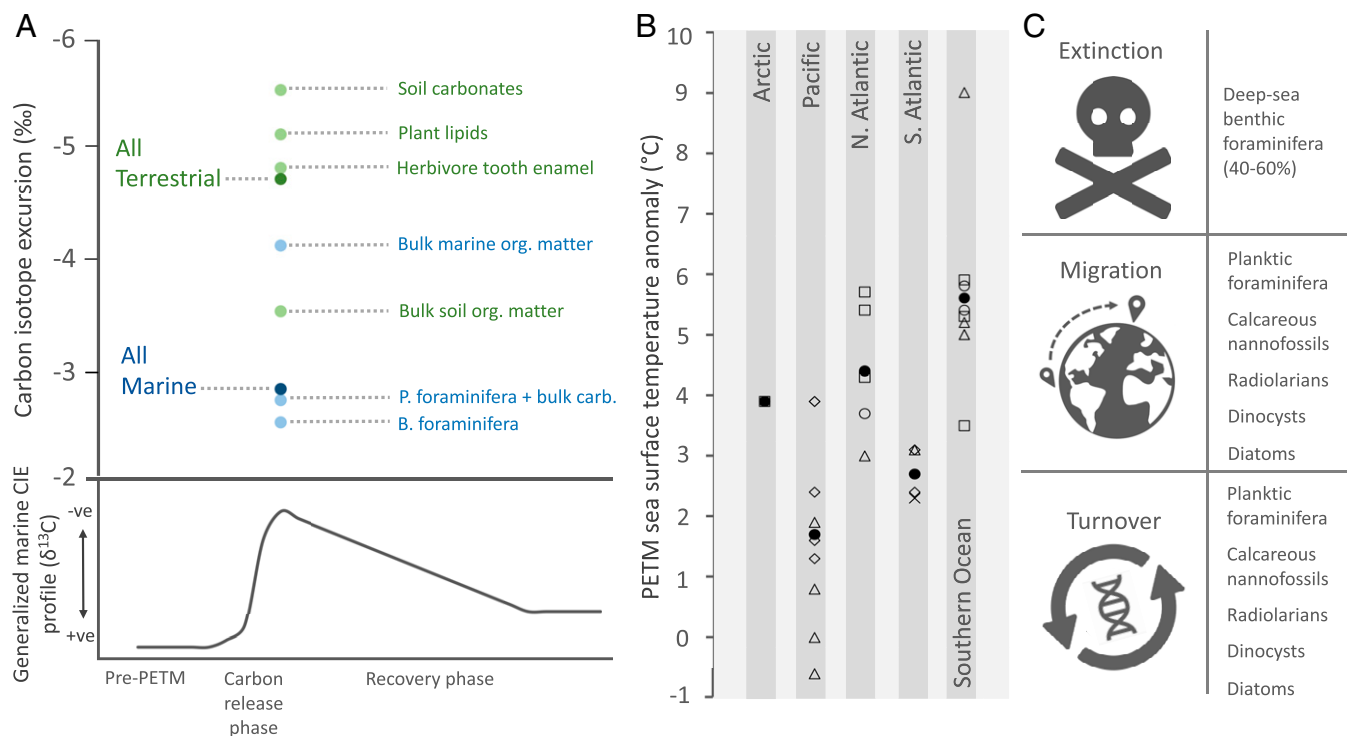 A
-6
-5
-4
-3
-2
Carbon isotope excursion (‰)
Soil carbonates
Plant lipids
All
Terrestrial
Herbivore tooth enamel
Bulk marine org. matter
Bulk soil org. matter
All
Marine
P. foraminifera + bulk carb.
B. foraminifera
Generalized marine CIE
profile (δ¹³C)
-ve
+ve
Pre-PETM
Carbon
release
phase
Recovery phase
B
PETM sea surface temperature anomaly (°C)
10
9
8
7
6
5
4
3
2
1
0
-1
Arctic
Pacific
N. Atlantic
S. Atlantic
Southern Ocean
C
Extinction
Deep-sea
benthic
foraminifera
(40-60%)
Migration
Planktic
foraminifera
Calcareous
nannofossils
Radiolarians
Dinocysts
Diatoms
Turnover
Planktic
foraminifera
Calcareous
nannofossils
Radiolarians
Dinocysts
Diatoms